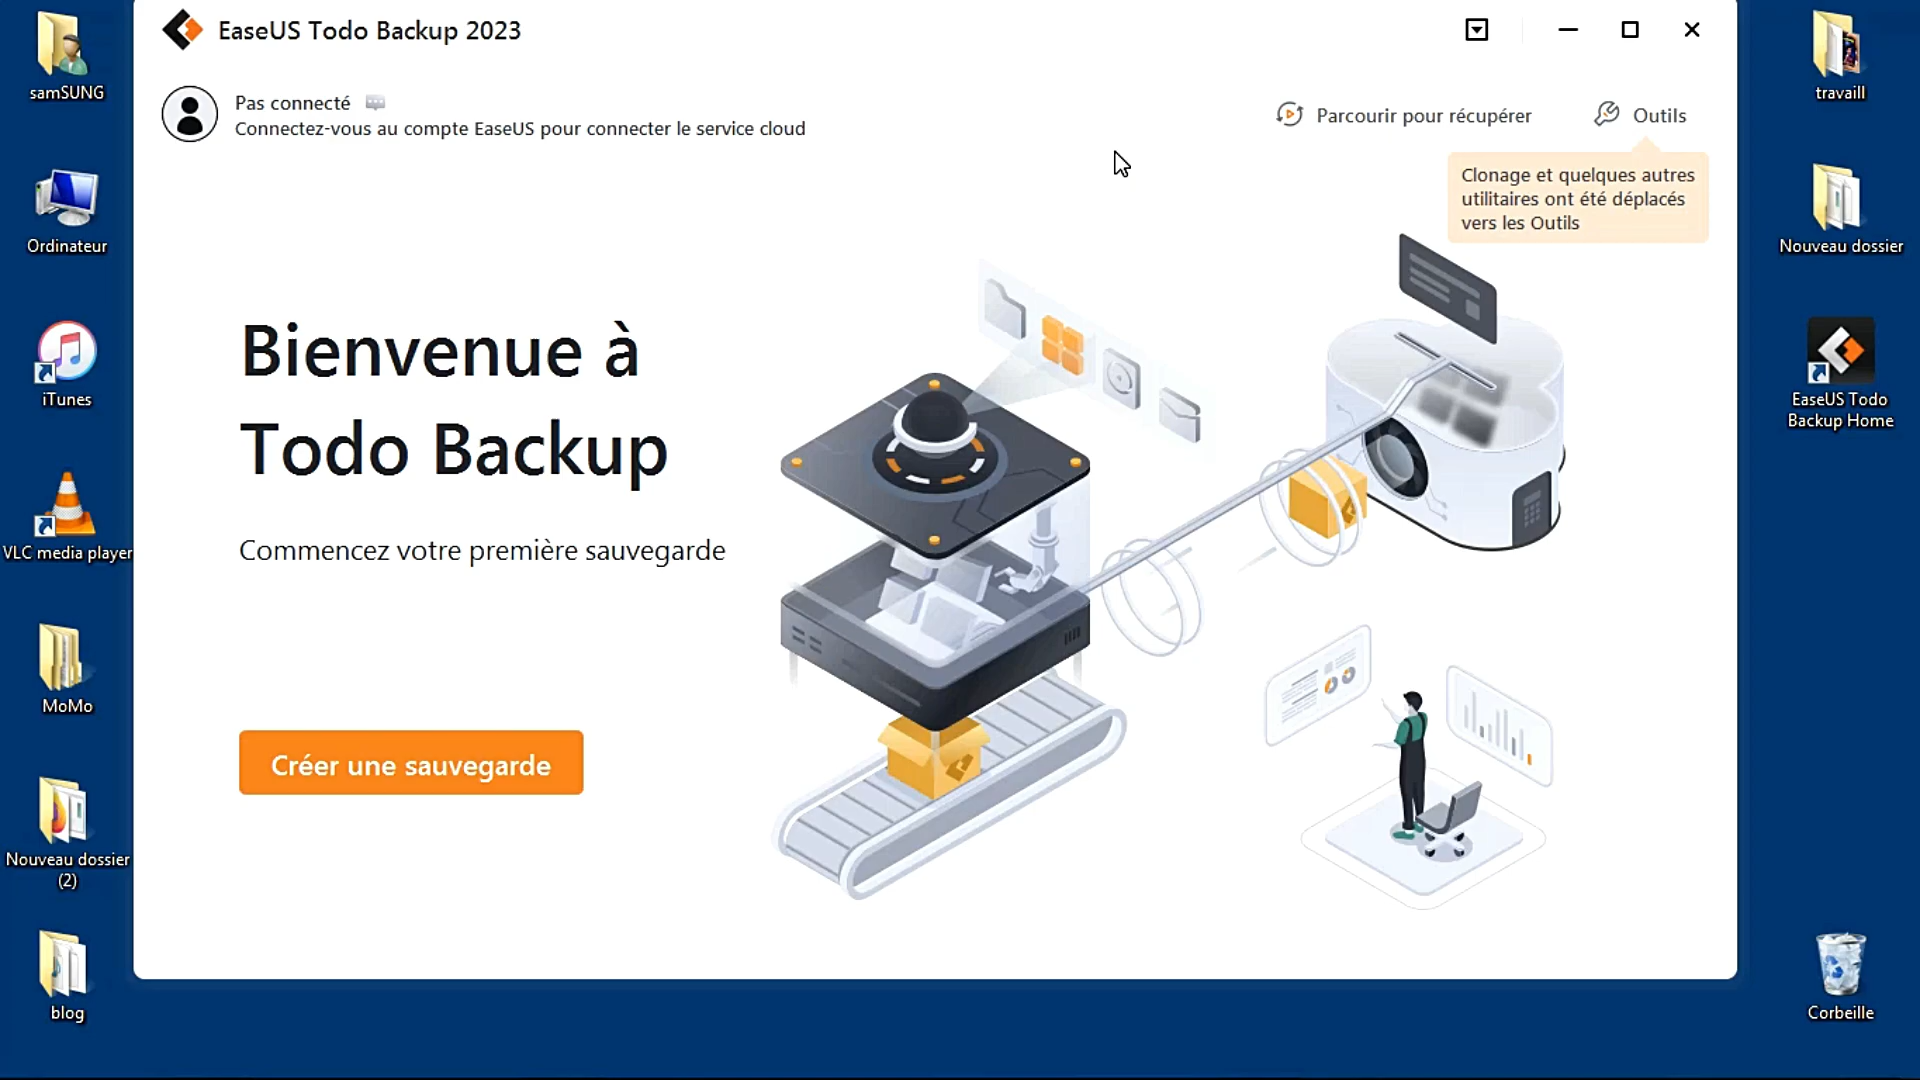 EaseUS Todo Backup 2023
Pas connecté
Connectez-vous au compte EaseUS pour connecter le service cloud
Parcourir pour récupérer
Outils
Clonage et quelques autres
utilitaires ont été déplacés
vers les Outils
Bienvenue à
Todo Backup
Commencez votre première sauvegarde
Créer une sauvegarde
samSUNG
Ordinateur
iTunes
VLC media player
MoMo
Nouveau dossier
(2)
blog
travaill
Nouveau dossier
EaseUS Todo
Backup Home
Corbeille